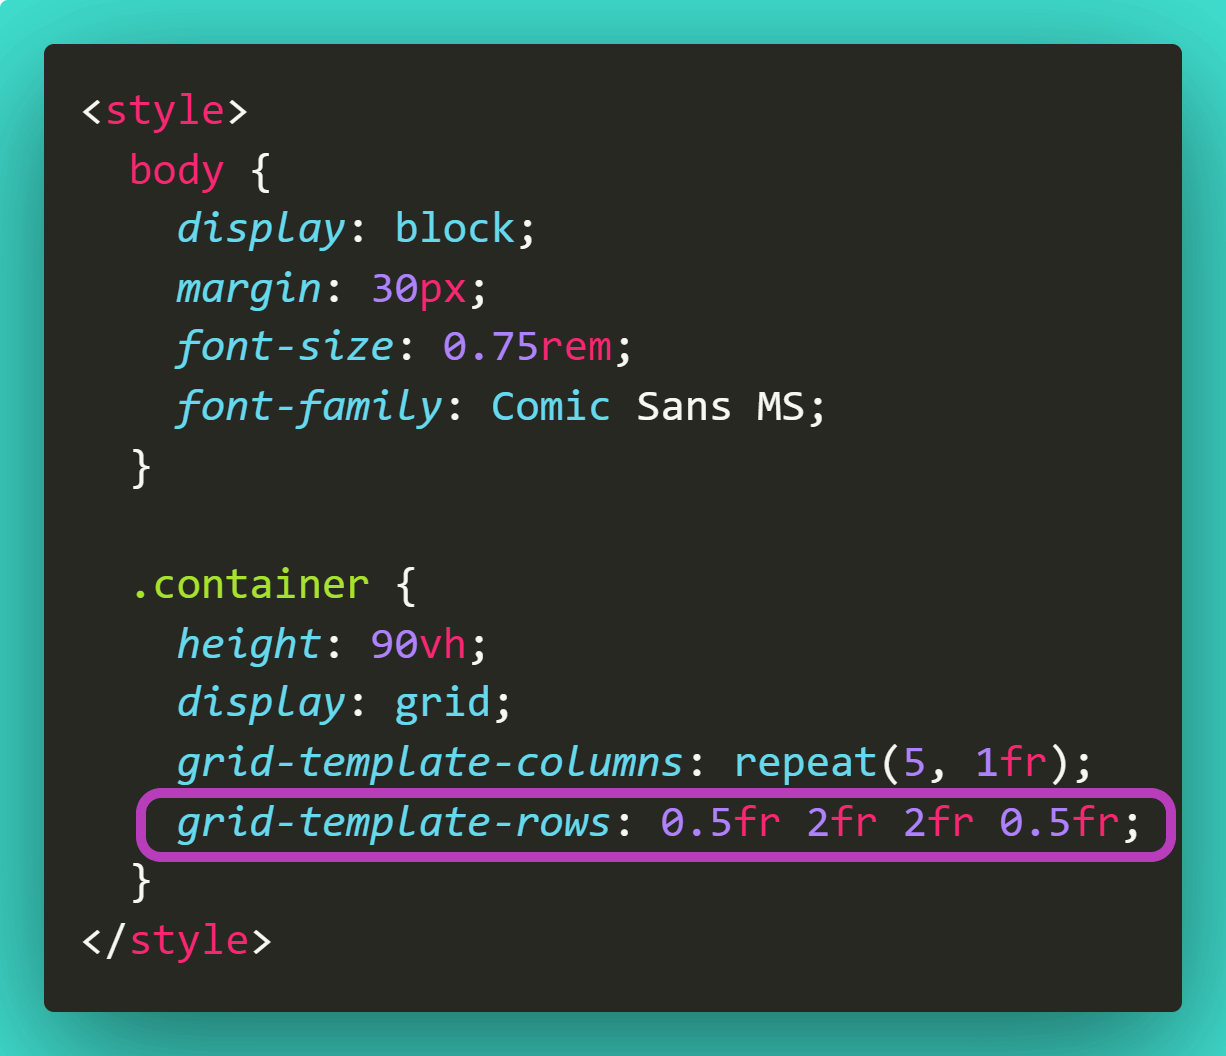 <style>
body {
display: block;
margin: 30px;
font-size: 0.75rem;
font-family: Comic Sans MS;
}
.container {
height: 90vh;
display: grid;
grid-template-columns: repeat(5, 1fr);
grid-template-rows: 0.5fr 2fr 2fr 0.5fr;
}
</style>